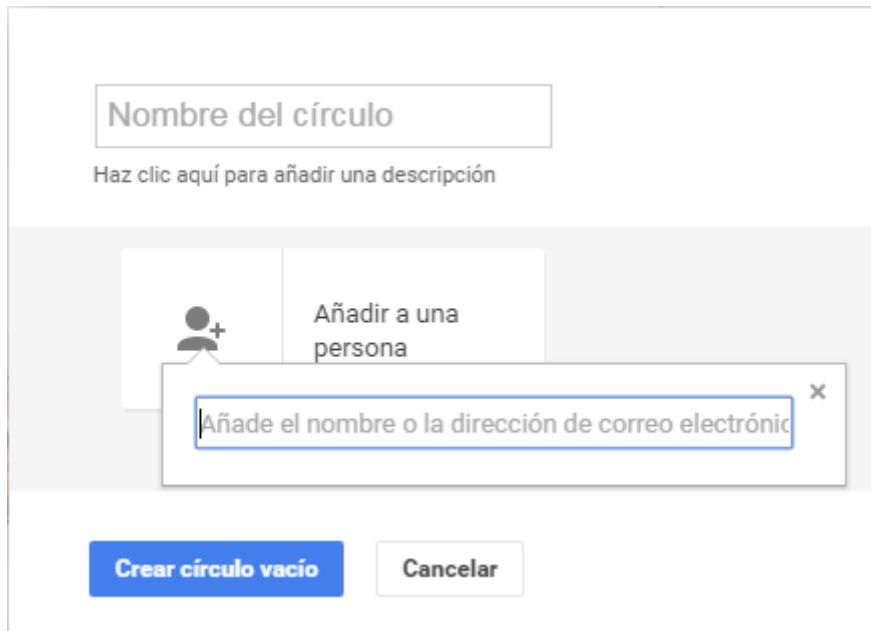 Nombre del círculo
Haz clic aquí para añadir una descripción
Añadir a una
persona
Añade el nombre o la dirección de correo electrónic
Crear círculo vacío
Cancelar